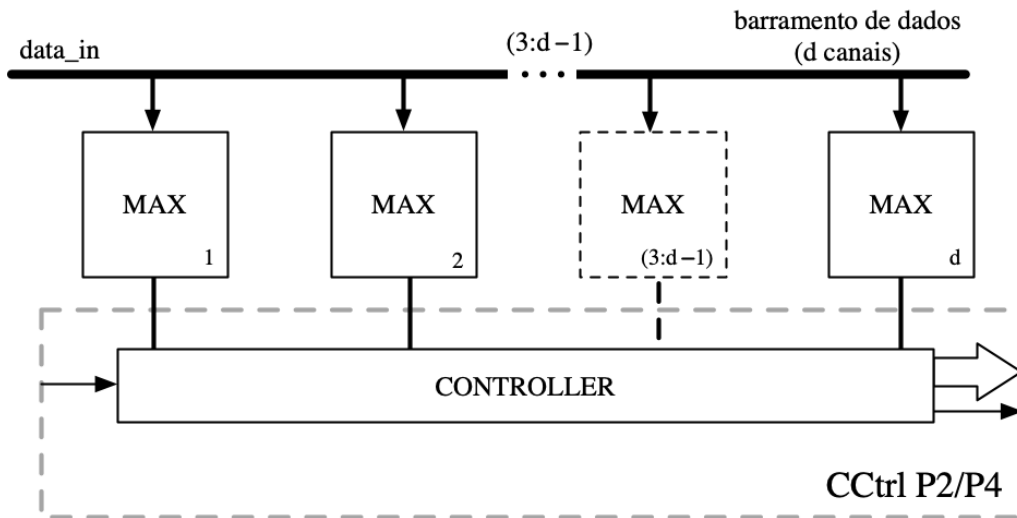 data_in
(3:d−1)
barramento de dados
(d canais)
MAX
1
MAX
2
MAX
(3:d−1)
MAX
d
CONTROLLER
CCtrl P2/P4